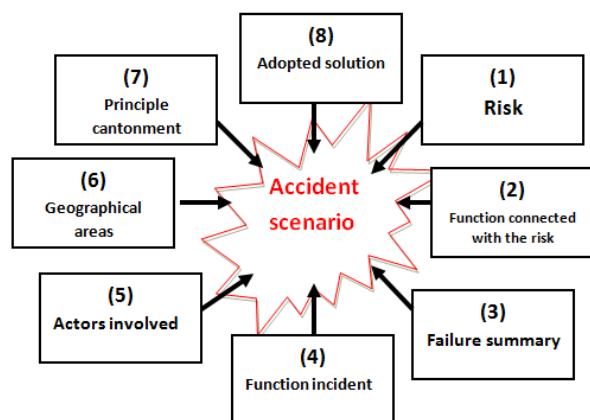 (8)
Adopted solution
(1)
Risk
(2)
Function connected
with the risk
(3)
Failure summary
(4)
Function incident
(5)
Actors involved
(6)
Geographical
areas
(7)
Principle
cantonment
Accident
scenario